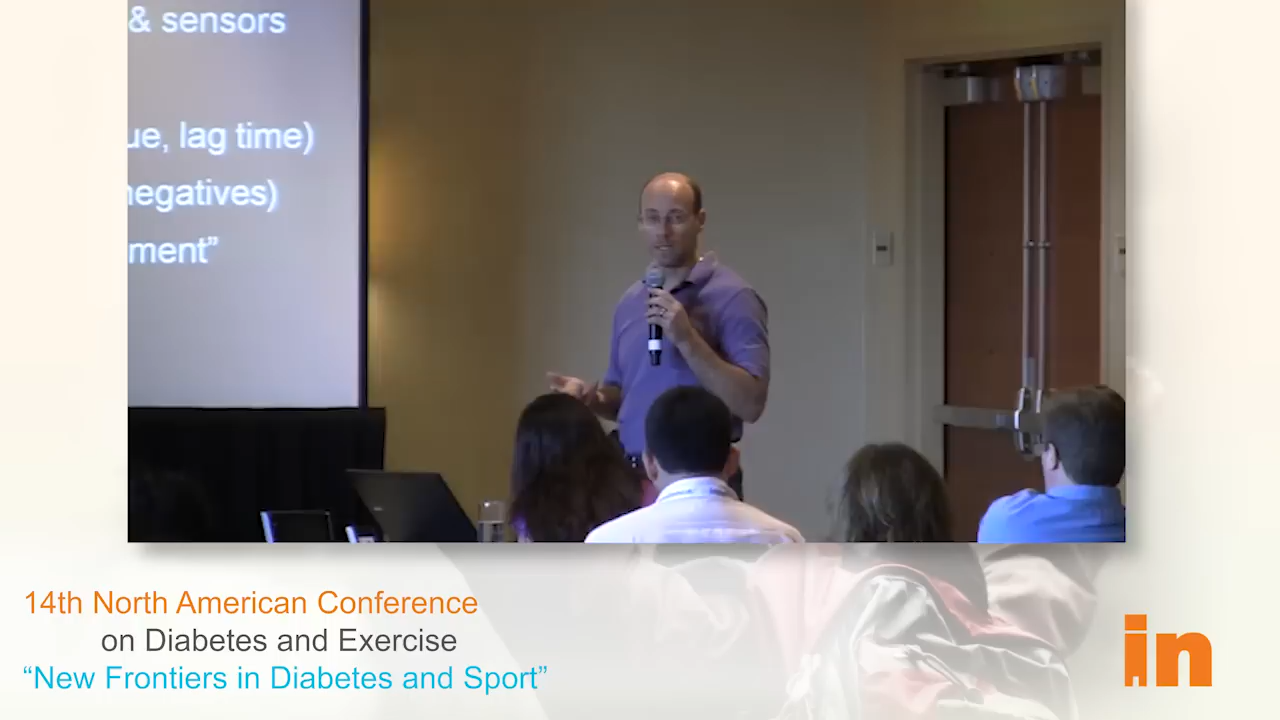 & sensors
ue, lag time)
negatives)
ment”
14th North American Conference
on Diabetes and Exercise
“New Frontiers in Diabetes and Sport”
in